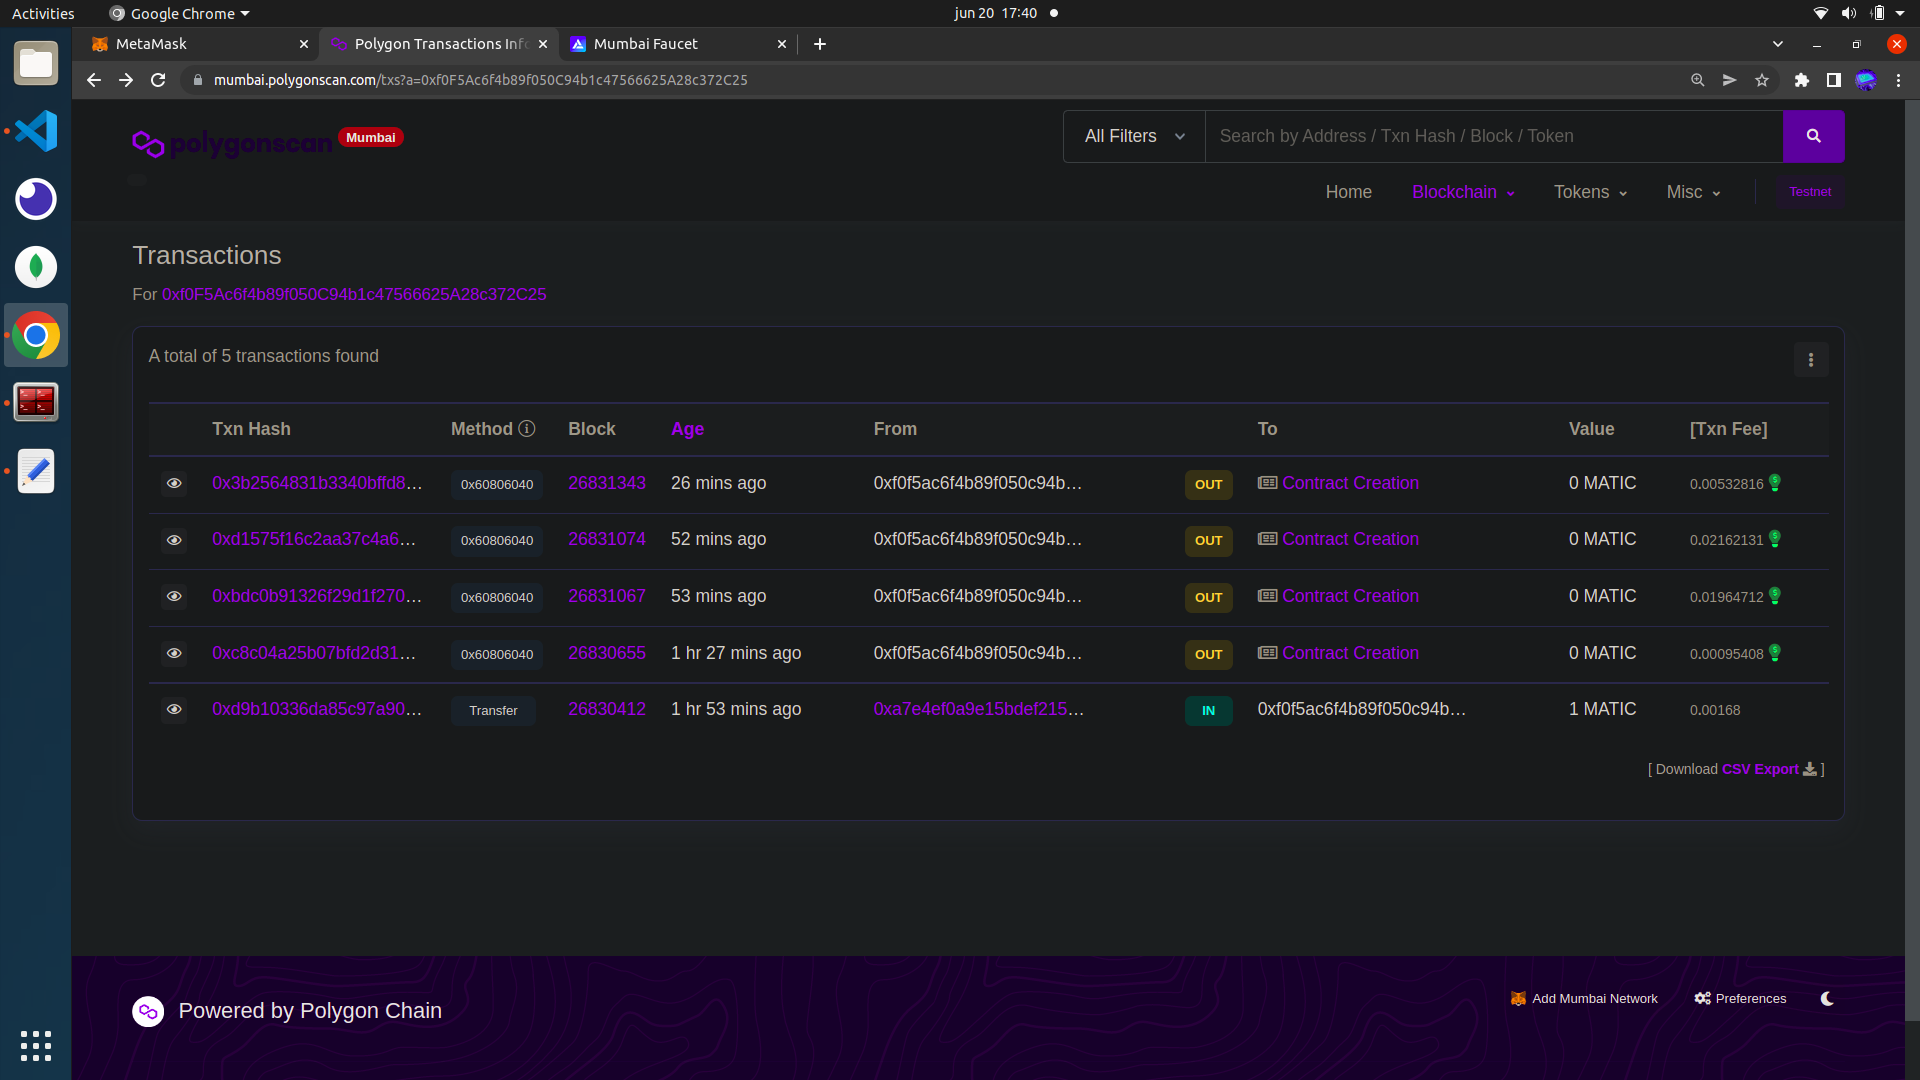 Activities Google Chrome jun 20 17:40
MetaMask Polygon Transactions Info Mumbai Faucet
mumbai.polygonscan.com/txs?a=0xf0F5Ac6f4b89f050C94b1c47566625A28c372C25
polygonscan Mumbai All Filters Search by Address / Txn Hash / Block / Token
Home Blockchain Tokens Misc Testnet
Transactions
For 0xf0F5Ac6f4b89f050C94b1c47566625A28c372C25
A total of 5 transactions found
Txn Hash Method Block Age From To Value [Txn Fee]
0x3b2564831b3340bffd8... 0x60806040 26831343 26 mins ago 0xf0f5ac6f4b89f050c94b... OUT Contract Creation 0 MATIC 0.00532816
0xd1575f16c2aa37c4a6... 0x60806040 26831074 52 mins ago 0xf0f5ac6f4b89f050c94b... OUT Contract Creation 0 MATIC 0.02162131
0xbdc0b91326f29d1f270... 0x60806040 26831067 53 mins ago 0xf0f5ac6f4b89f050c94b... OUT Contract Creation 0 MATIC 0.01964712
0xc8c04a25b07bfd2d31... 0x60806040 26830655 1 hr 27 mins ago 0xf0f5ac6f4b89f050c94b... OUT Contract Creation 0 MATIC 0.00095408
0xd9b10336da85c97a90... Transfer 26830412 1 hr 53 mins ago 0xa7e4ef0a9e15bdef215... IN 0xf0f5ac6f4b89f050c94b... 1 MATIC 0.00168
[ Download CSV Export ]
Powered by Polygon Chain Add Mumbai Network Preferences